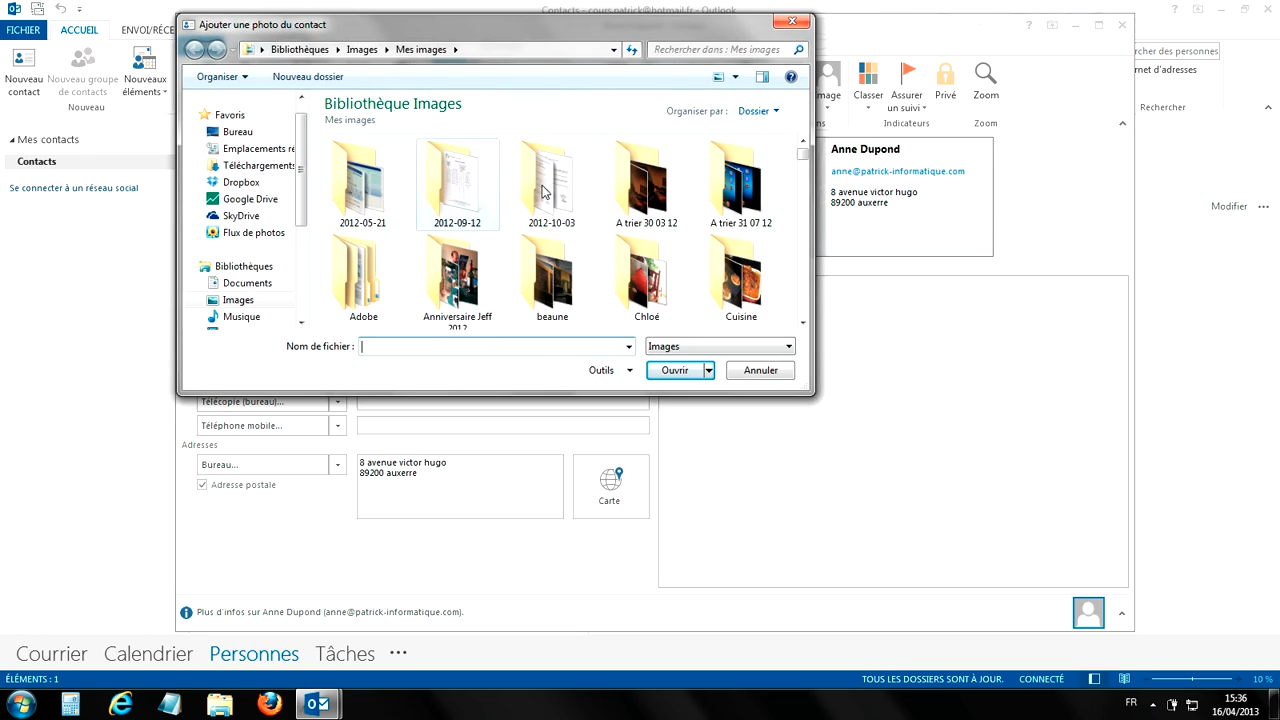 Contacts - cours.patrick@hotmail.fr - Outlook
FICHIER
ACCUEIL
ENVOI/RÉCE
Nouveau contact
Nouveau groupe de contacts
Nouveaux éléments
Nouveau
Mes contacts
Contacts
Se connecter à un réseau social
Ajouter une photo du contact
Bibliothèques
Images
Mes images
Rechercher dans : Mes images
Organiser
Nouveau dossier
Favoris
Bureau
Emplacements ré
Téléchargements
Dropbox
Google Drive
SkyDrive
Flux de photos
Bibliothèques
Documents
Images
Musique
Bibliothèque Images
Mes images
Organiser par :
Dossier
2012-05-21
2012-09-12
2012-10-03
A trier 30 03 12
A trier 31 07 12
Adobe
Anniversaire Jeff 2012
beaune
Chloé
Cuisine
Nom de fichier :
Images
Outils
Ouvrir
Annuler
mage
Classer
Assurer un suivi
Privé
Zoom
Indicateurs
Zoom
cher des personnes
rnet d'adresses
Rechercher
Anne Dupond
anne@patrick-informatique.com
8 avenue victor hugo
89200 auxerre
Modifier
Télécopie (bureau)...
Téléphone mobile...
Adresses
Bureau...
Adresse postale
8 avenue victor hugo
89200 auxerre
Carte
Plus d'infos sur Anne Dupond (anne@patrick-informatique.com).
Courrier
Calendrier
Personnes
Tâches
ÉLÉMENTS : 1
TOUS LES DOSSIERS SONT À JOUR.
CONNECTÉ
10 %
FR
15:36
16/04/2013